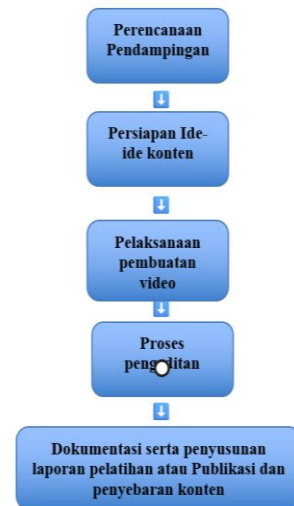 Perencanaan
Pendampingan
Persiapan Ide-
ide konten
Pelaksanaan
pembuatan
video
Proses
Dokumentasi serta penyusunan
laporan pelatihan atau Publikasi dan
penyebaran konten